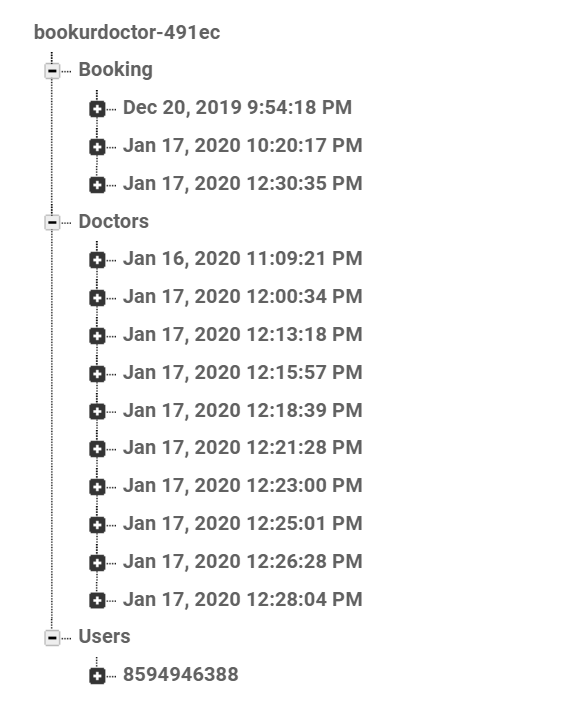 bookurdoctor-491ec
Booking
Dec 20, 2019 9:54:18 PM
Jan 17, 2020 10:20:17 PM
Jan 17, 2020 12:30:35 PM
Doctors
Jan 16, 2020 11:09:21 PM
Jan 17, 2020 12:00:34 PM
Jan 17, 2020 12:13:18 PM
Jan 17, 2020 12:15:57 PM
Jan 17, 2020 12:18:39 PM
Jan 17, 2020 12:21:28 PM
Jan 17, 2020 12:23:00 PM
Jan 17, 2020 12:25:01 PM
Jan 17, 2020 12:26:28 PM
Jan 17, 2020 12:28:04 PM
Users
8594946388